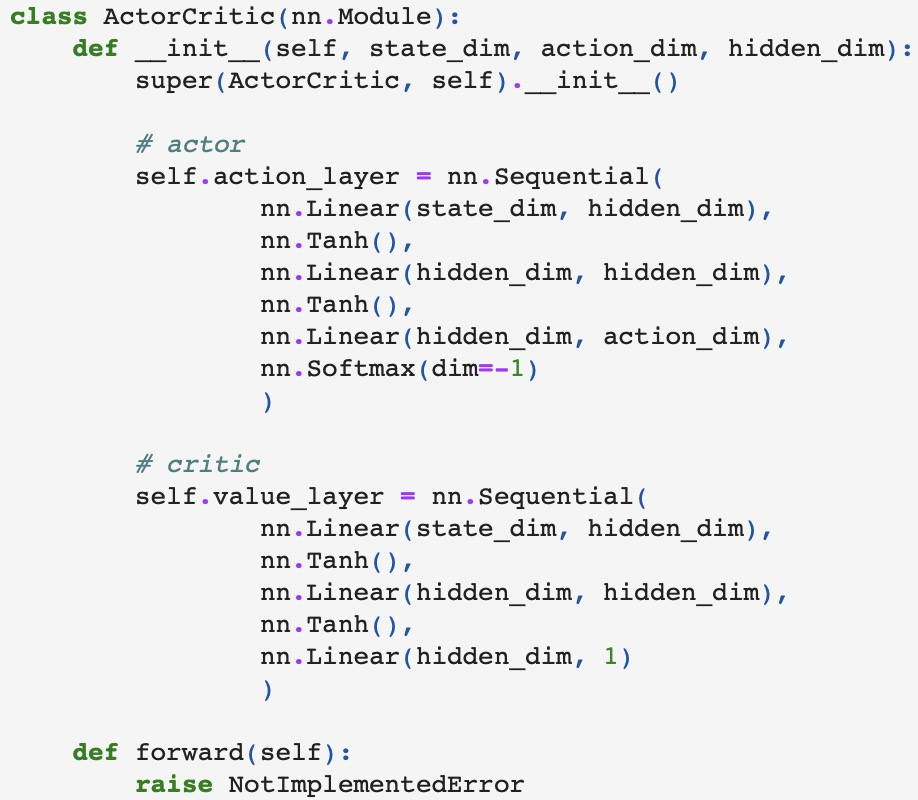 class ActorCritic(nn.Module):
    def __init__(self, state_dim, action_dim, hidden_dim):
        super(ActorCritic, self).__init__()

        # actor
        self.action_layer = nn.Sequential(
                nn.Linear(state_dim, hidden_dim),
                nn.Tanh(),
                nn.Linear(hidden_dim, hidden_dim),
                nn.Tanh(),
                nn.Linear(hidden_dim, action_dim),
                nn.Softmax(dim=-1)
                )

        # critic
        self.value_layer = nn.Sequential(
                nn.Linear(state_dim, hidden_dim),
                nn.Tanh(),
                nn.Linear(hidden_dim, hidden_dim),
                nn.Tanh(),
                nn.Linear(hidden_dim, 1)
                )

    def forward(self):
        raise NotImplementedError